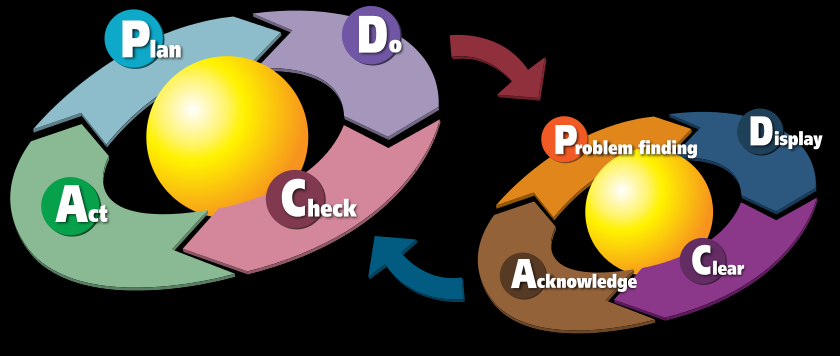 Plan
Do
Check
Act
Problem finding
Display
Clear
Acknowledge